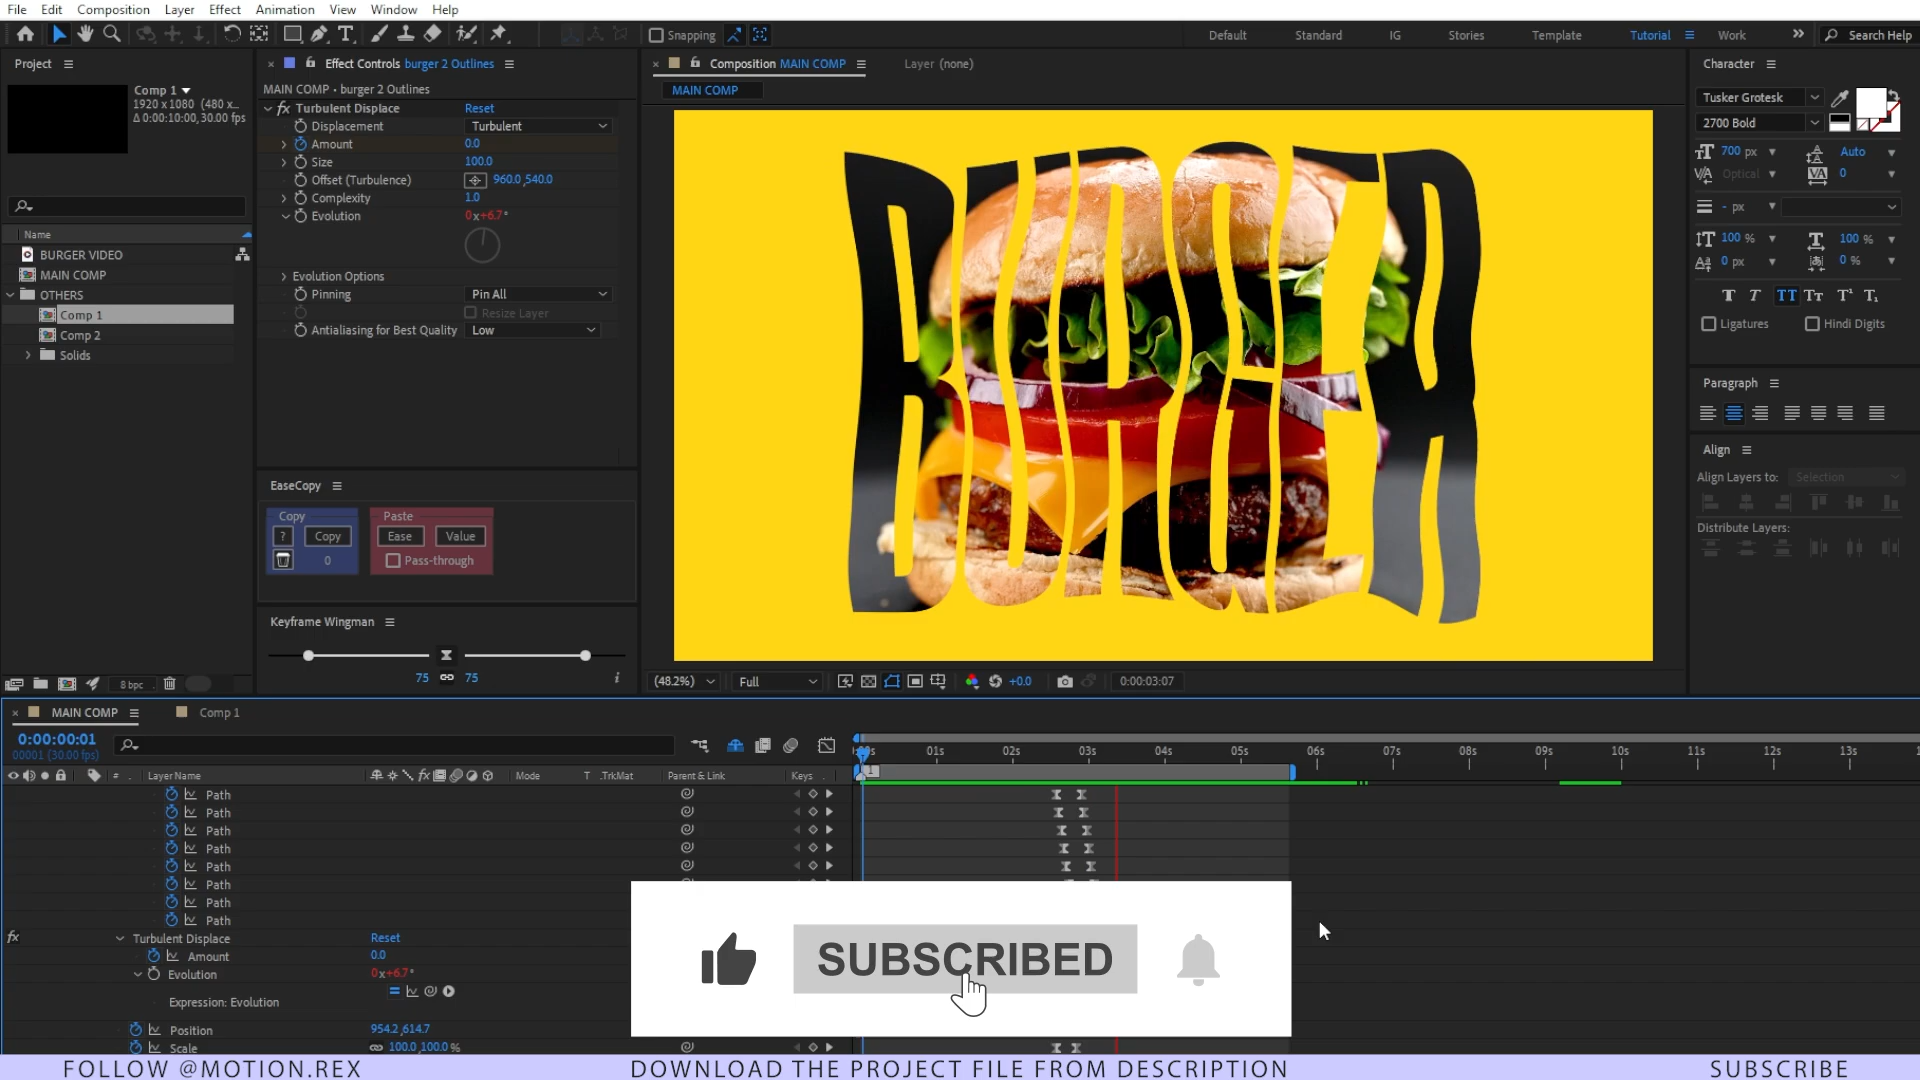 File Edit Composition Layer Effect Animation View Window Help
Snapping
Default Standard IG Stories Template Tutorial Work Search Help
Project
Comp 1
1920 x 1080 (480 x...
Δ 0:00:10:00, 30.00 fps
Name
BURGER VIDEO
MAIN COMP
OTHERS
Comp 1
Comp 2
Solids
8 bpc
Effect Controls burger 2 Outlines
MAIN COMP • burger 2 Outlines
fx Turbulent Displace Reset
Displacement Turbulent
Amount 0.0
Size 100.0
Offset (Turbulence) 960.0,540.0
Complexity 1.0
Evolution 0x+6.7°
Evolution Options
Pinning Pin All
Resize Layer
Antialiasing for Best Quality Low
EaseCopy
Copy Paste
? Copy Ease Value
0 Pass-through
Keyframe Wingman
75 75 i
Composition MAIN COMP Layer (none)
MAIN COMP
BURGER
(48.2%) Full +0.0 0:00:03:07
Character
Tusker Grotesk
2700 Bold
700 px Auto
Optical 0
- px
100 % 100 %
0 px 0 %
Ligatures Hindi Digits
Paragraph
Align
Align Layers to: Selection
Distribute Layers:
MAIN COMP Comp 1
0:00:00:01
00001 (30.00 fps)
# Layer Name Mode T .TrkMat Parent & Link Keys
01s 02s 03s 04s 05s 06s 07s 08s 09s 10s 11s 12s 13s
1
Path
Path
Path
Path
Path
Path
Path
Path
fx Turbulent Displace Reset
Amount 0.0
Evolution 0x+6.7°
Expression: Evolution
Position 954.2,614.7
Scale 100.0,100.0%
SUBSCRIBED
FOLLOW @MOTION.REX DOWNLOAD THE PROJECT FILE FROM DESCRIPTION SUBSCRIBE